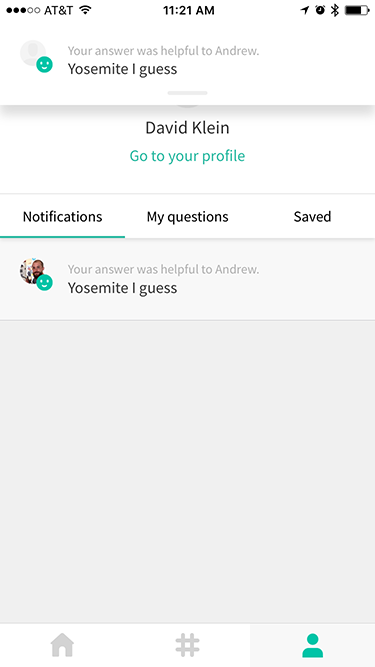 AT&T 11:21 AM
Your answer was helpful to Andrew.
Yosemite I guess
David Klein
Go to your profile
Notifications My questions Saved
Your answer was helpful to Andrew.
Yosemite I guess